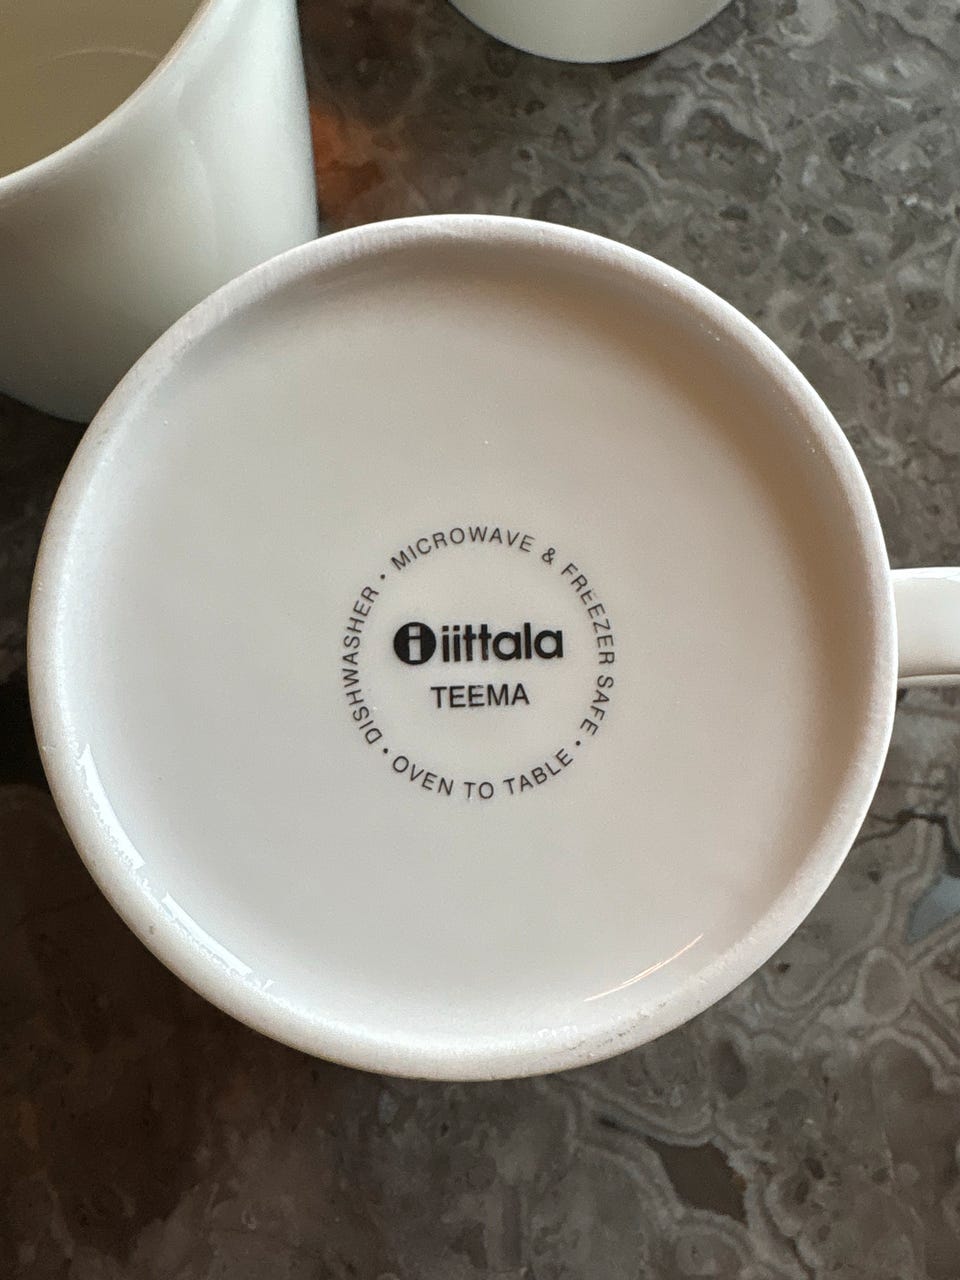 DISHWASHER • MICROWAVE & FREEZER SAFE • OVEN TO TABLE •
i iittala
TEEMA